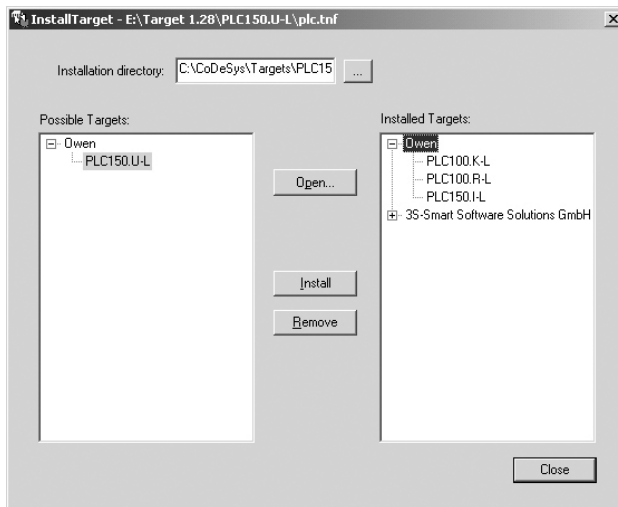 InstallTarget - E:\Target 1.28\PLC150.U-L\plc.tnf
Installation directory: C:\CoDeSys\Targets\PLC15 ...
Possible Targets:
Owen
PLC150.U-L
Open...
Install
Remove
Installed Targets:
Owen
PLC100.K-L
PLC100.R-L
PLC150.I-L
3S-Smart Software Solutions GmbH
Close